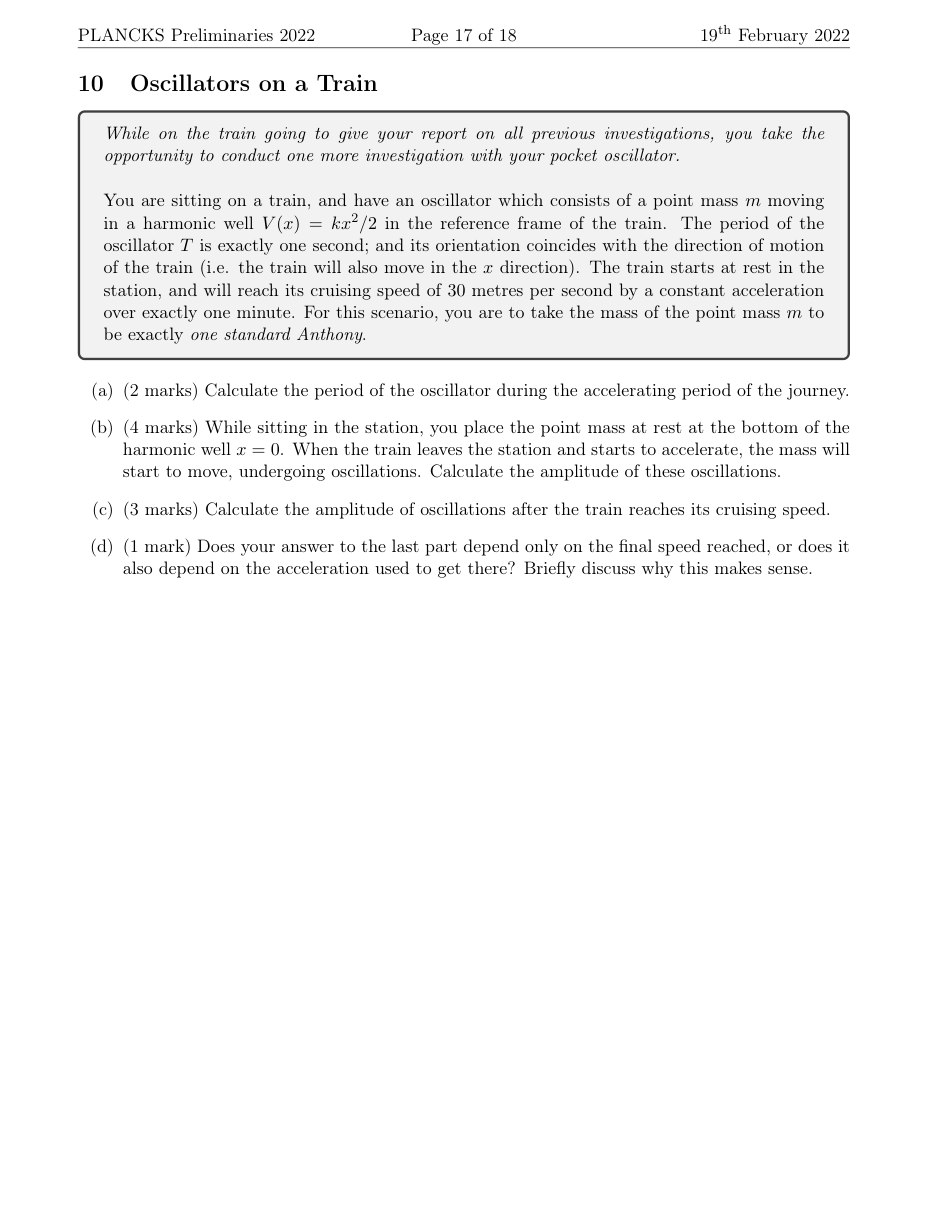 PLANCKS Preliminaries 2022 Page 17 of 18 19th February 2022
10 Oscillators on a Train
While on the train going to give your report on all previous investigations, you take the
opportunity to conduct one more investigation with your pocket oscillator.
You are sitting on a train, and have an oscillator which consists of a point mass m moving
in a harmonic well V(x) = kx²/2 in the reference frame of the train. The period of the
oscillator T is exactly one second; and its orientation coincides with the direction of motion
of the train (i.e. the train will also move in the x direction). The train starts at rest in the
station, and will reach its cruising speed of 30 metres per second by a constant acceleration
over exactly one minute. For this scenario, you are to take the mass of the point mass m to
be exactly one standard Anthony.
(a) (2 marks) Calculate the period of the oscillator during the accelerating period of the journey.
(b) (4 marks) While sitting in the station, you place the point mass at rest at the bottom of the
harmonic well x = 0. When the train leaves the station and starts to accelerate, the mass will
start to move, undergoing oscillations. Calculate the amplitude of these oscillations.
(c) (3 marks) Calculate the amplitude of oscillations after the train reaches its cruising speed.
(d) (1 mark) Does your answer to the last part depend only on the final speed reached, or does it
also depend on the acceleration used to get there? Briefly discuss why this makes sense.